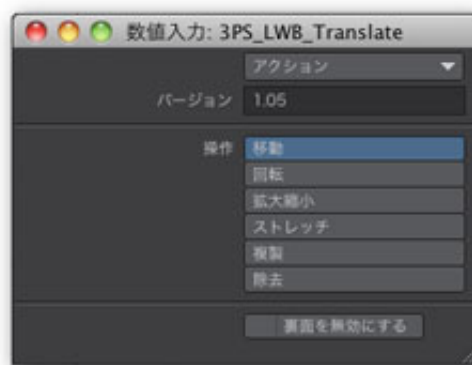 数値入力: 3PS_LWB_Translate
アクション
バージョン 1.05
操作 移動
回転
拡大縮小
ストレッチ
複製
除去
裏面を無効にする